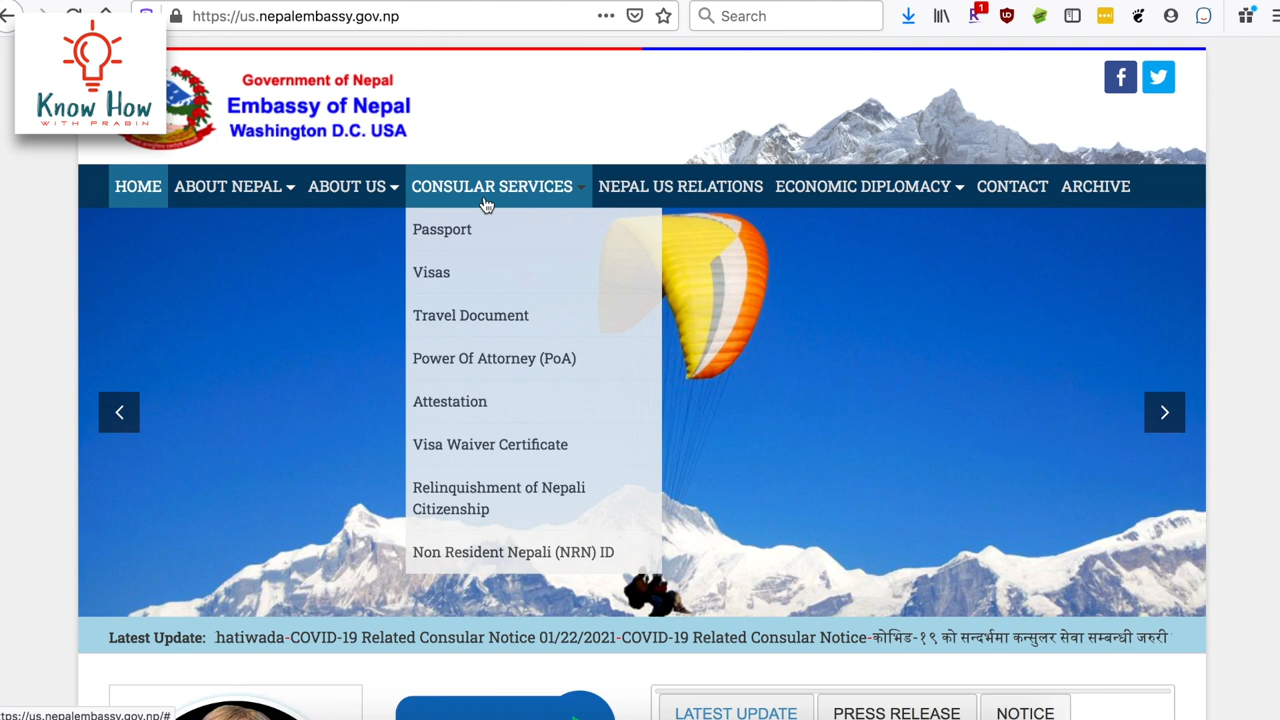 https://us.nepalembassy.gov.np
Search
1
Know How
WITH PRABIN
Government of Nepal
Embassy of Nepal
Washington D.C. USA
HOME ABOUT NEPAL ABOUT US CONSULAR SERVICES NEPAL US RELATIONS ECONOMIC DIPLOMACY CONTACT ARCHIVE
Passport
Visas
Travel Document
Power Of Attorney (PoA)
Attestation
Visa Waiver Certificate
Relinquishment of Nepali
Citizenship
Non Resident Nepali (NRN) ID
Latest Update: hatiwada-COVID-19 Related Consular Notice 01/22/2021-COVID-19 Related Consular Notice-कोभिड-१९ को सन्दर्भमा कन्सुलर सेवा सम्बन्धी जरुरी
LATEST UPDATE PRESS RELEASE NOTICE
ttps://us.nepalembassy.gov.np/#